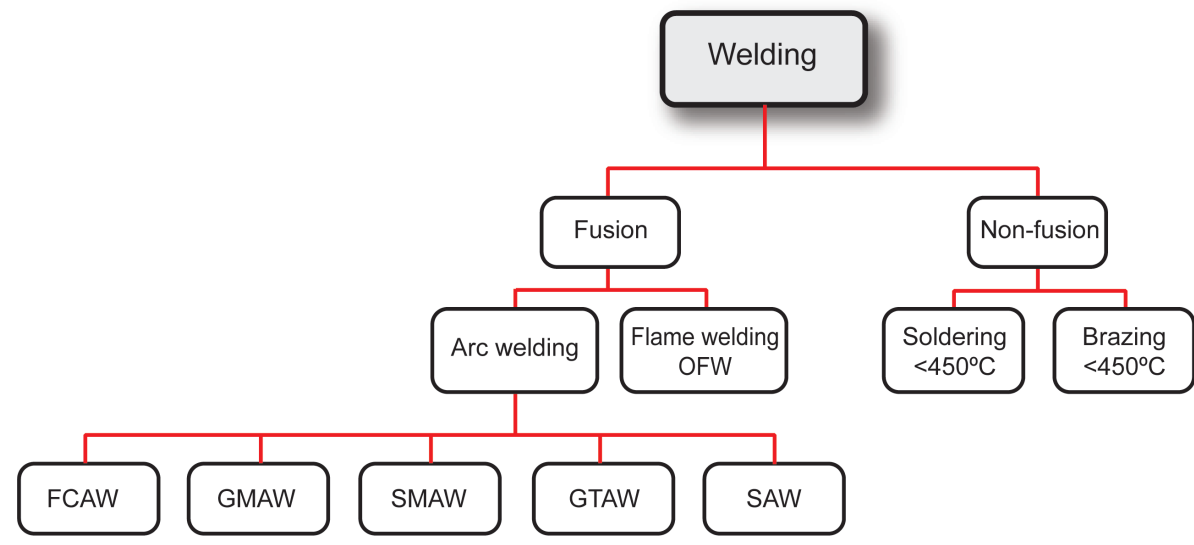 Welding
Fusion
Non-fusion
Arc welding
Flame welding
OFW
Soldering
<450ºC
Brazing
<450ºC
FCAW
GMAW
SMAW
GTAW
SAW